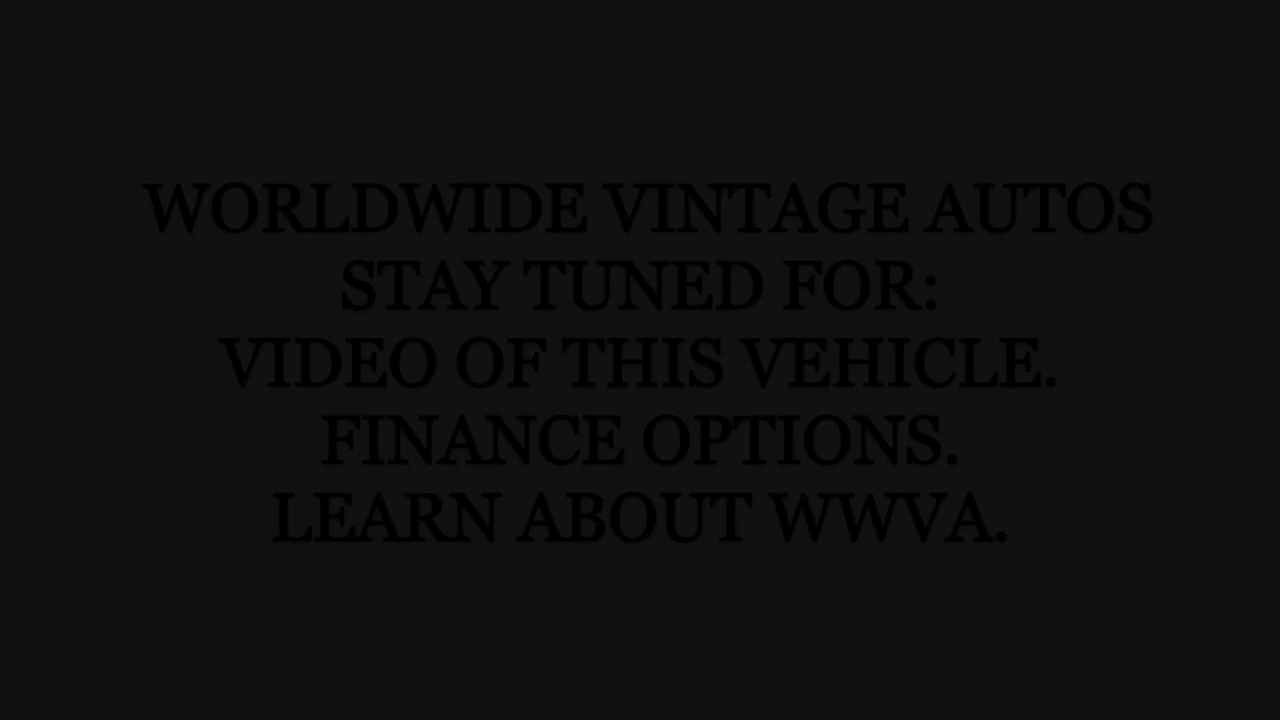 WORLDWIDE VINTAGE AUTOS
STAY TUNED FOR:
VIDEO OF THIS VEHICLE.
FINANCE OPTIONS.
LEARN ABOUT WWVA.